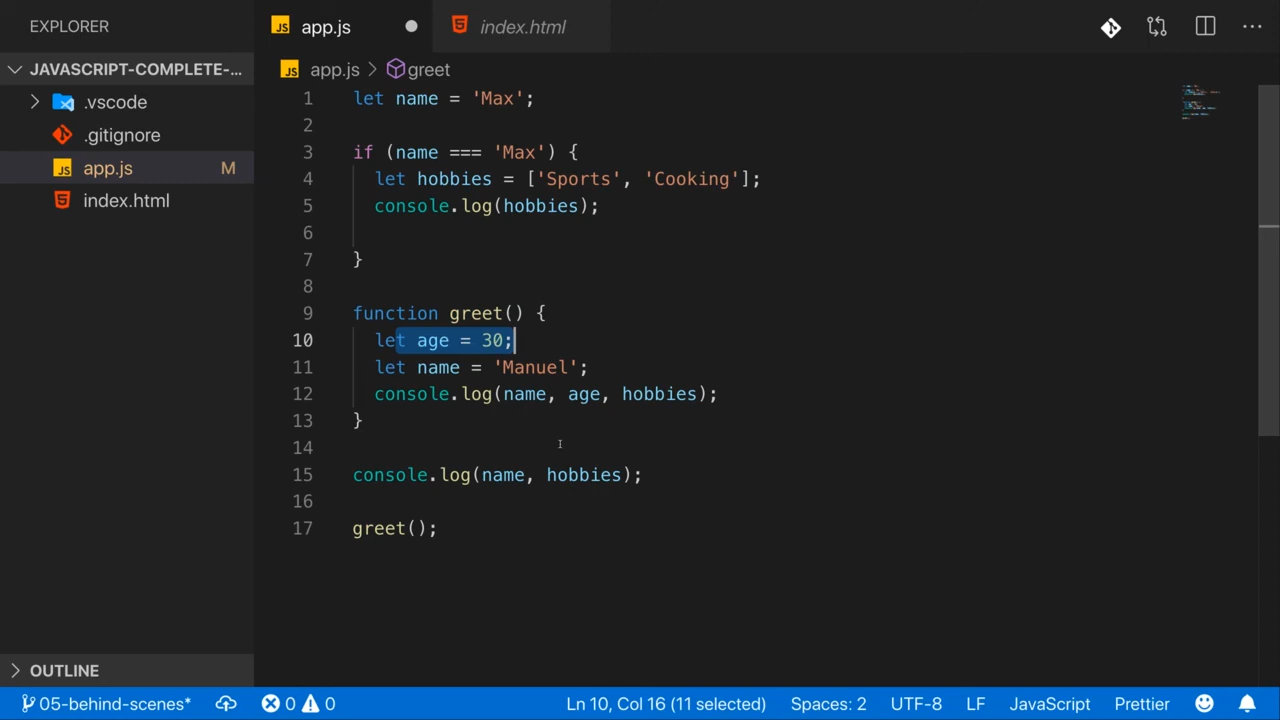 EXPLORER
JS app.js
index.html
JAVASCRIPT-COMPLETE-...
JS app.js > greet
.vscode
.gitignore
JS app.js M
index.html
1 let name = 'Max';
2
3 if (name === 'Max') {
4 let hobbies = ['Sports', 'Cooking'];
5 console.log(hobbies);
6
7 }
8
9 function greet() {
10 let age = 30;
11 let name = 'Manuel';
12 console.log(name, age, hobbies);
13 }
14
15 console.log(name, hobbies);
16
17 greet();
OUTLINE
05-behind-scenes* 0 0 Ln 10, Col 16 (11 selected) Spaces: 2 UTF-8 LF JavaScript Prettier